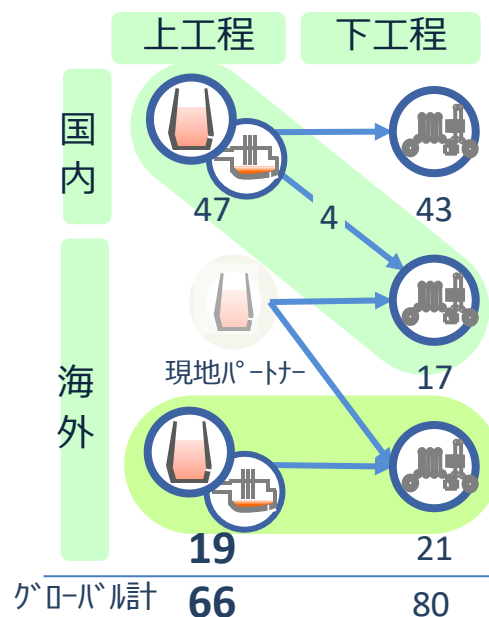 上工程 下工程
国内
47 4 43
現地ﾊﾟｰﾄﾅｰ 17
海外
19 21
ｸﾞﾛｰﾊﾞﾙ計 66 80